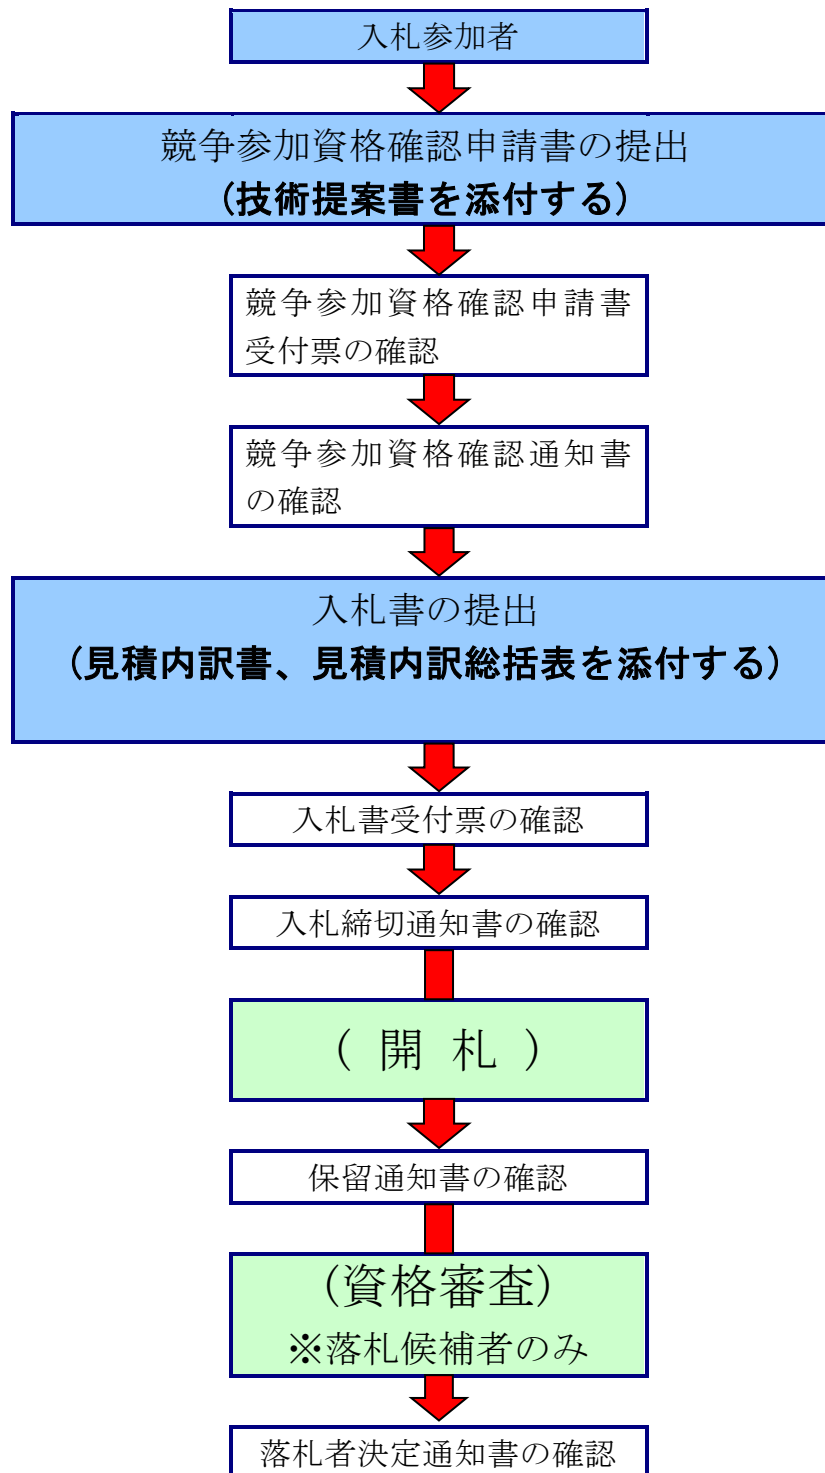 入札参加者
競争参加資格確認申請書の提出
(技術提案書を添付する)
競争参加資格確認申請書
受付票の確認
競争参加資格確認通知書
の確認
入札書の提出
(見積内訳書、見積内訳総括表を添付する)
入札書受付票の確認
入札締切通知書の確認
( 開 札 )
保留通知書の確認
(資格審査)
※落札候補者のみ
落札者決定通知書の確認